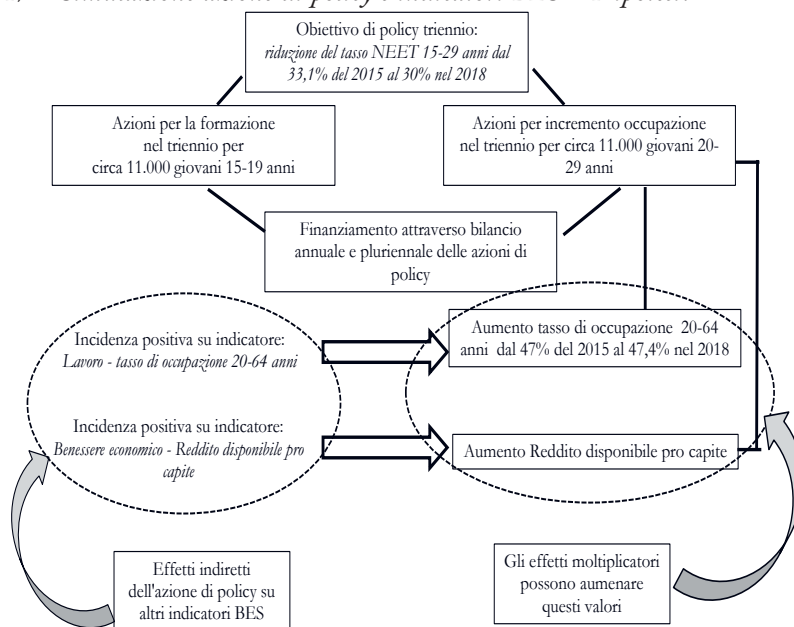 Obiettivo di policy triennio:
riduzione del tasso NEET 15-29 anni dal
33,1% del 2015 al 30% nel 2018
Azioni per la formazione
nel triennio per
circa 11.000 giovani 15-19 anni
Azioni per incremento occupazione
nel triennio per circa 11.000 giovani 20-
29 anni
Finanziamento attraverso bilancio
annuale e pluriennale delle azioni di
policy
Incidenza positiva su indicatore:
Lavoro - tasso di occupazione 20-64 anni
Aumento tasso di occupazione 20-64
anni dal 47% del 2015 al 47,4% nel 2018
Incidenza positiva su indicatore:
Benessere economico - Reddito disponibile pro
capite
Aumento Reddito disponibile pro capite
Effetti indiretti
dell'azione di policy su
altri indicatori BES
Gli effetti moltiplicatori
possono aumenare
questi valori